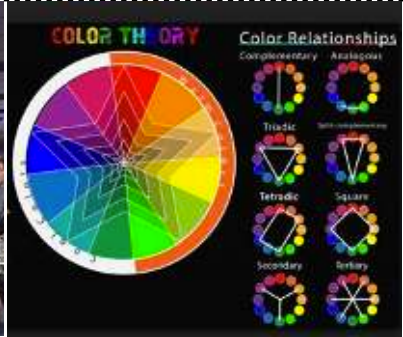 COLOR THEORY
Color Relationships
Complementary Analogous
Triadic Split complementary
Tetradic Square
Secondary Tertiary